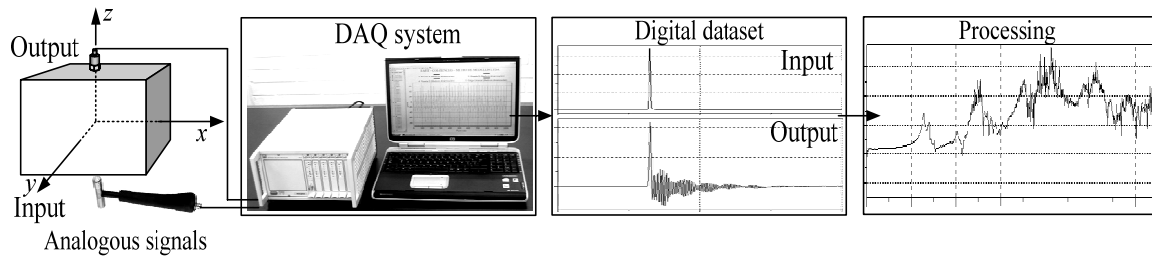 z
Output
x
y
Input
Analogous signals
DAQ system
Digital dataset
Input
Output
Processing